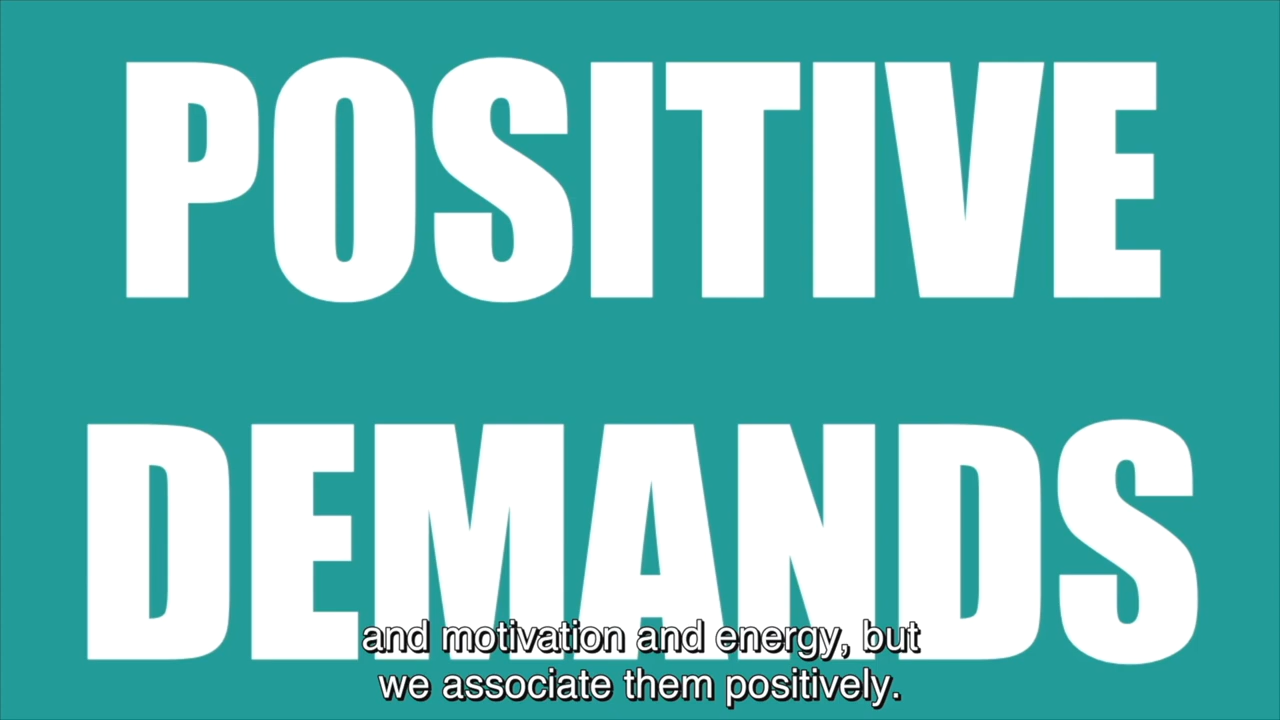 POSITIVE
DEMANDS
and motivation and energy, but
we associate them positively.